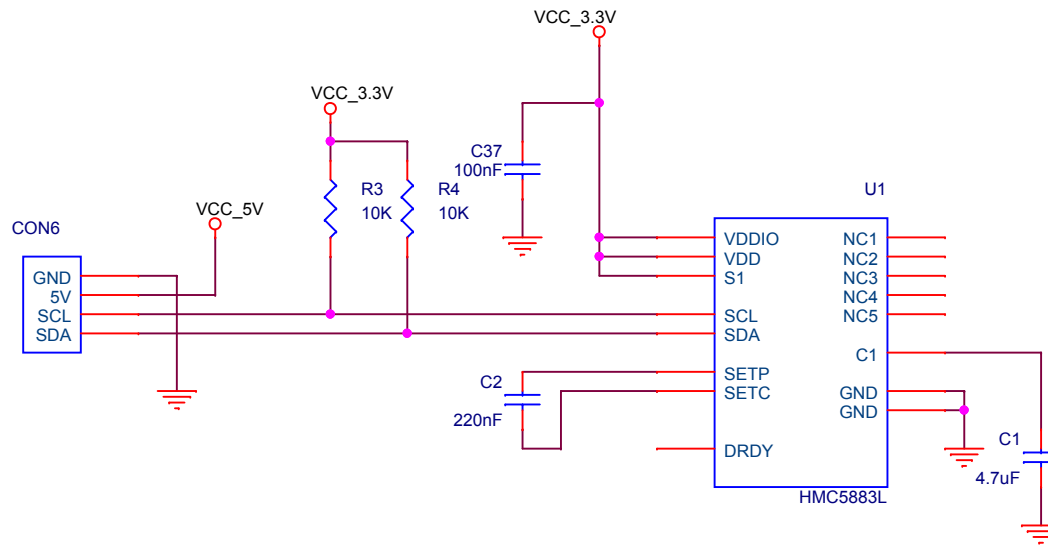 VCC_3.3V
VCC_3.3V
C37
100nF
R3
10K
R4
10K
U1
VCC_5V
CON6
GND
5V
SCL
SDA
VDDIO
VDD
S1
SCL
SDA
SETP
SETC
DRDY
NC1
NC2
NC3
NC4
NC5
C1
GND
GND
C2
220nF
C1
4.7uF
HMC5883L